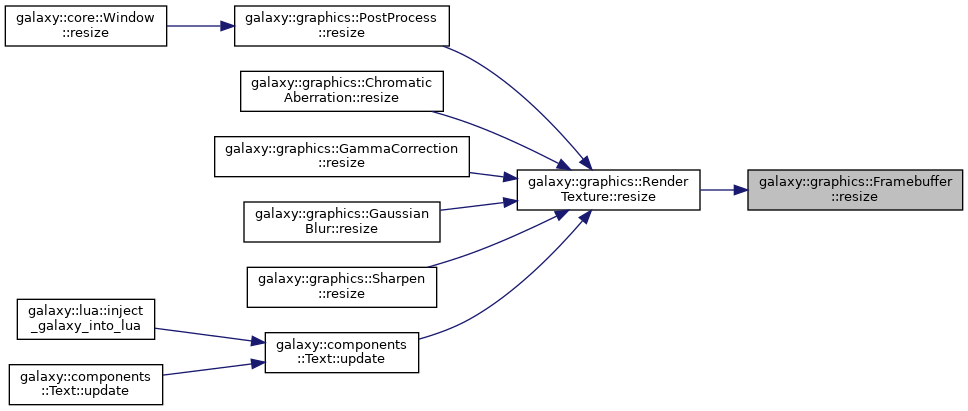 galaxy::core::Window
::resize
galaxy::graphics::PostProcess
::resize
galaxy::graphics::Chromatic
Aberration::resize
galaxy::graphics::GammaCorrection
::resize
galaxy::graphics::Render
Texture::resize
galaxy::graphics::Framebuffer
::resize
galaxy::graphics::Gaussian
Blur::resize
galaxy::graphics::Sharpen
::resize
galaxy::lua::inject
_galaxy_into_lua
galaxy::components
::Text::update
galaxy::components
::Text::update